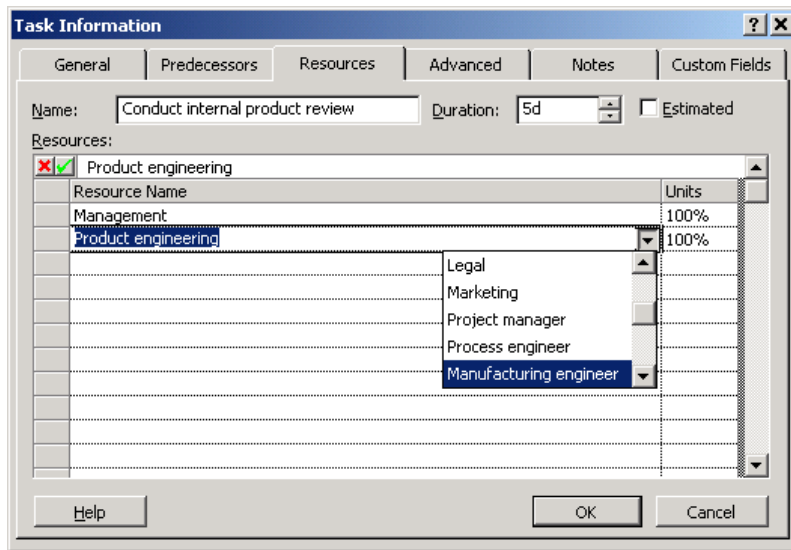 Task Information
General Predecessors Resources Advanced Notes Custom Fields
Name: Conduct internal product review Duration: 5d Estimated
Resources:
Product engineering
Resource Name Units
Management 100%
Product engineering 100%
Legal
Marketing
Project manager
Process engineer
Manufacturing engineer
Help OK Cancel